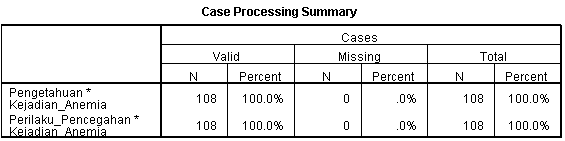 Case Processing Summary
Cases
Valid Missing Total
N Percent N Percent N Percent
Pengetahuan *
Kejadian_Anemia 108 100.0% 0 .0% 108 100.0%
Perilaku_Pencegahan *
Kejadian_Anemia 108 100.0% 0 .0% 108 100.0%